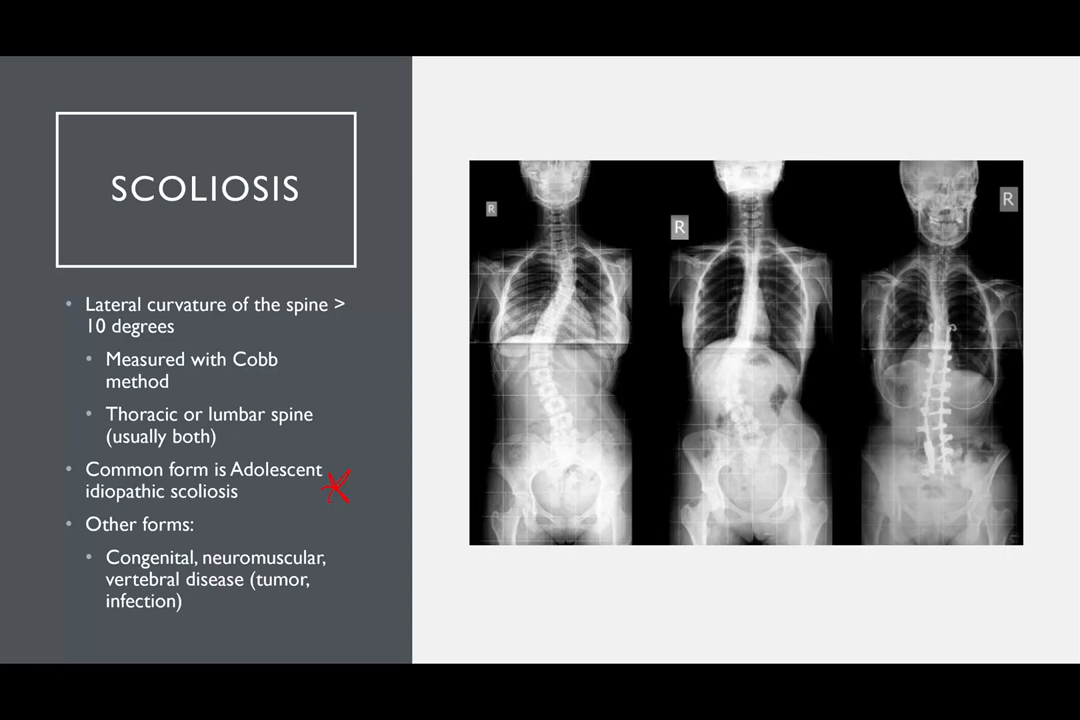 SCOLIOSIS
• Lateral curvature of the spine >
10 degrees
• Measured with Cobb
method
• Thoracic or lumbar spine
(usually both)
• Common form is Adolescent
idiopathic scoliosis
• Other forms:
• Congenital, neuromuscular,
vertebral disease (tumor,
infection)
R
R
R